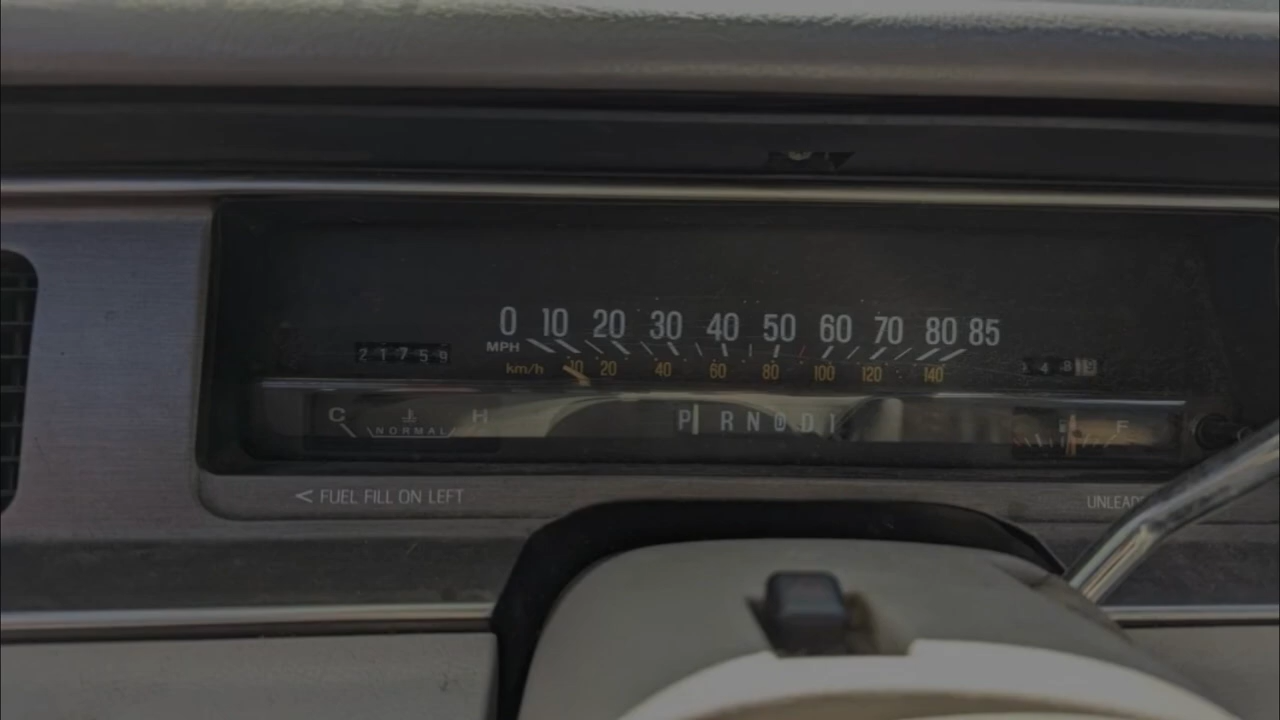 0 10 20 30 40 50 60 70 80 85
MPH
21759
km/h 10 20 40 60 80 100 120 140
C H
NORMAL
P R N D 1
F
< FUEL FILL ON LEFT